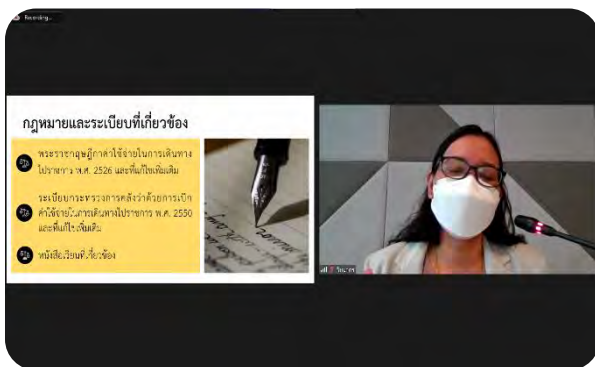 Recording...
กฎหมายและระเบียบที่เกี่ยวข้อง
พระราชกฤษฎีกาค่าใช้จ่ายในการเดินทาง
ไปราชการ พ.ศ. 2526 และที่แก้ไขเพิ่มเติม
ระเบียบกระทรวงการคลังว่าด้วยการเบิก
ค่าใช้จ่ายในการเดินทางไปราชการ พ.ศ. 2550
และที่แก้ไขเพิ่มเติม
หนังสือเวียนที่เกี่ยวข้อง